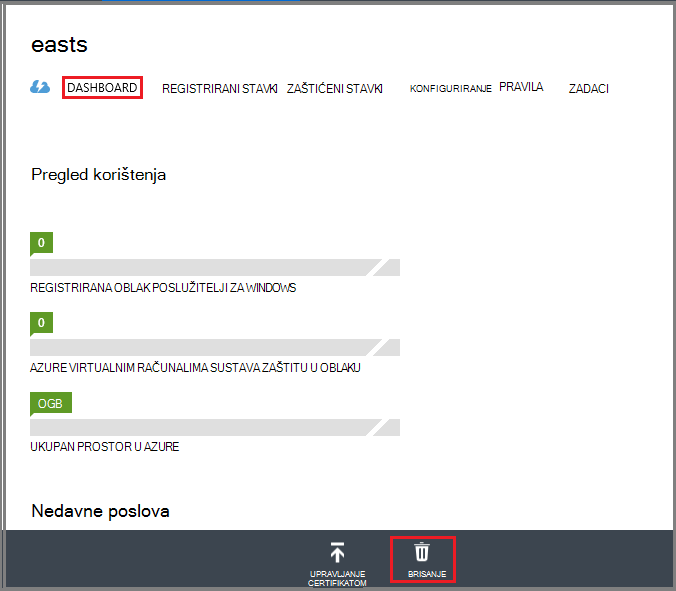 easts
DASHBOARD REGISTRIRANI STAVKI ZAŠTIĆENI STAVKI KONFIGURIRANJE PRAVILA ZADACI
Pregled korištenja
0
REGISTRIRANA OBLAK POSLUŽITELJI ZA WINDOWS
0
AZURE VIRTUALNIM RAČUNALIMA SUSTAVA ZAŠTITU U OBLAKU
OGB
UKUPAN PROSTOR U AZURE
Nedavne poslova
UPRAVLJANJE
CERTIFIKATOM
BRISANJE